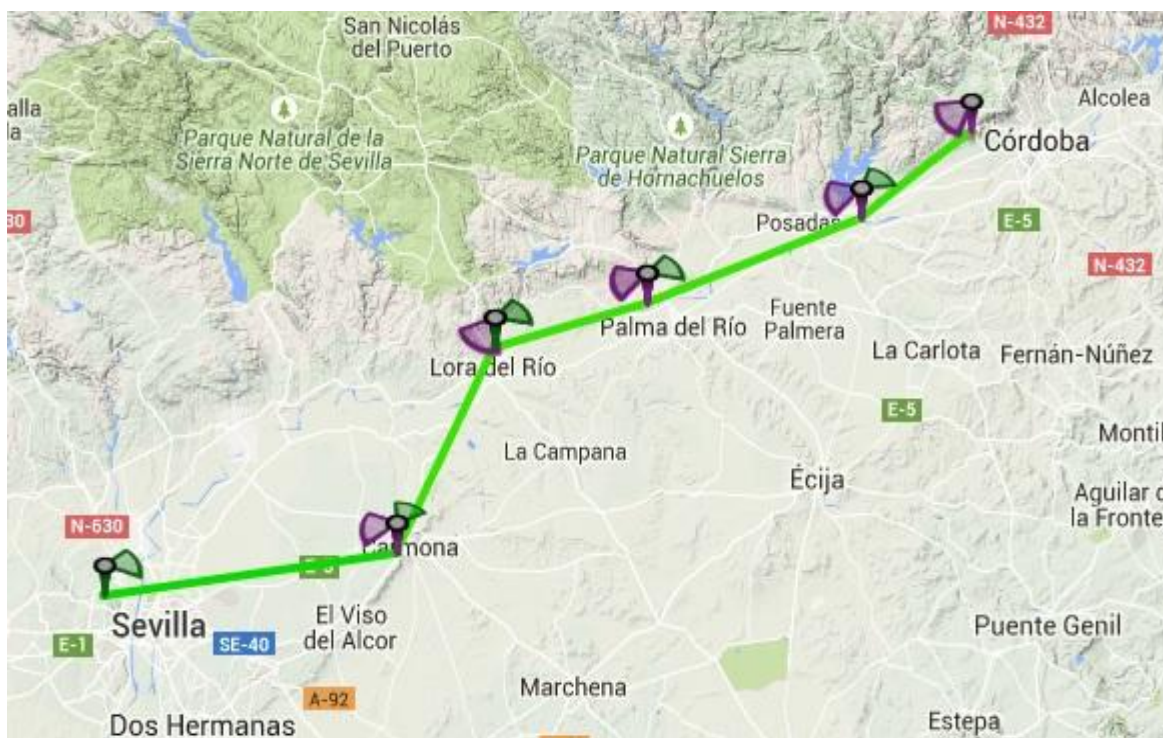 San Nicolás
del Puerto
N-432
Alcolea
alla
la
Parque Natural de la
Sierra Norte de Sevilla
Parque Natural Sierra
de Hornachuelos
Córdoba
30
Posadas
E-5
N-432
Palma del Río
Fuente
Palmera
Lora del Río
La Carlota
Fernán-Núñez
E-5
La Campana
Montil
Écija
Aguilar d
la Fronte
N-630
Carmona
E-5
Sevilla
El Viso
del Alcor
E-1
SE-40
Puente Genil
A-92
Marchena
Dos Hermanas
Estepa